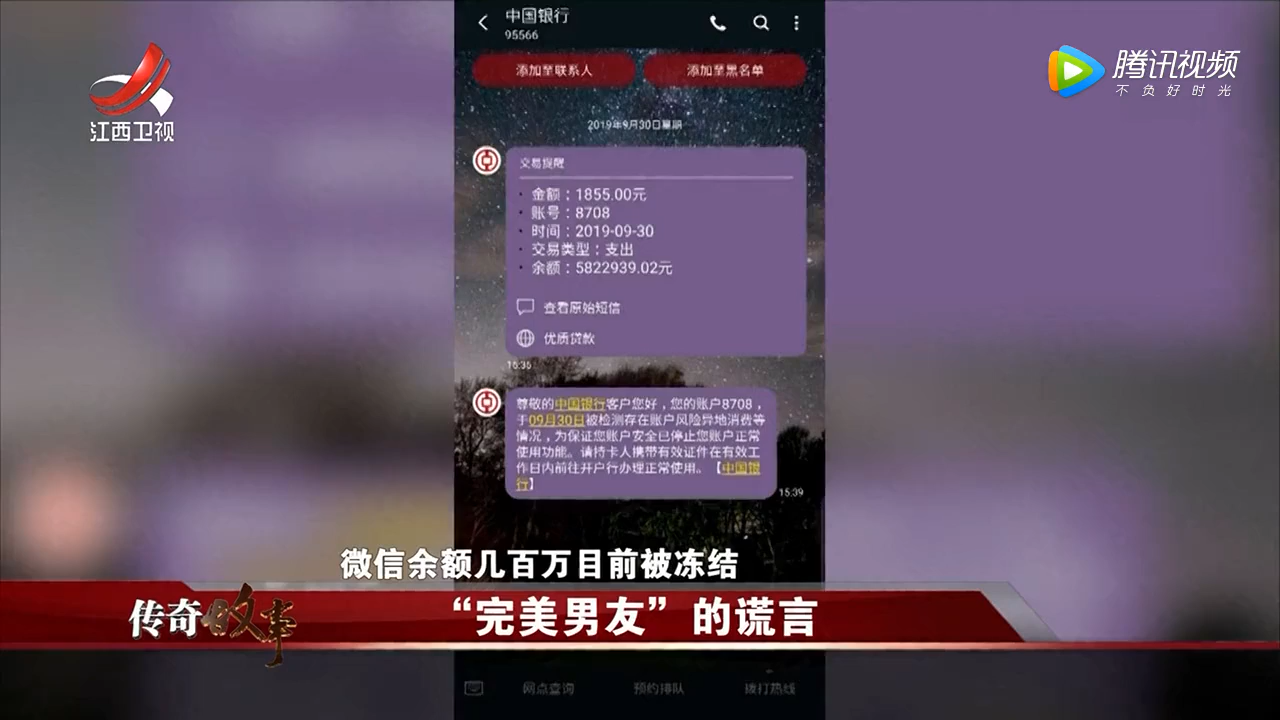 中国银行
95566
添加至联系人
添加至黑名单
江西卫视
腾讯视频
不负好时光
2019年9月30日星期
交易提醒
· 金额：1855.00元
· 账号：8708
· 时间：2019-09-30
· 交易类型：支出
· 余额：5822939.02元
查看原始短信
优质贷款
15:35
尊敬的中国银行客户您好，您的账户8708，
于09月30日被检测存在账户风险异地消费等
情况，为保证您账户安全已停止您账户正常
使用功能。请持卡人携带有效证件在有效工
作日内前往开户行办理正常使用。【中国银
行】
15:39
微信余额几百万目前被冻结
传奇故事
“完美男友”的谎言
网点查询
预约排队
拨打热线